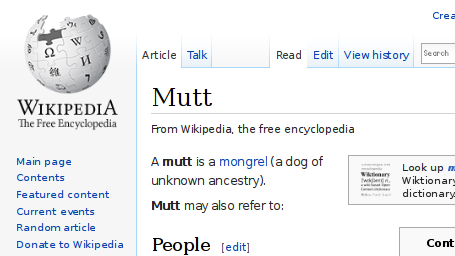 Crea
Article Talk Read Edit View history Search
WIKIPEDIA
The Free Encyclopedia
Mutt
From Wikipedia, the free encyclopedia
Main page
Contents
Featured content
Current events
Random article
Donate to Wikipedia
A mutt is a mongrel (a dog of
unknown ancestry).
Mutt may also refer to:
Wiktionary
Look up m
Wiktionary
dictionary.
People [edit]
Cont